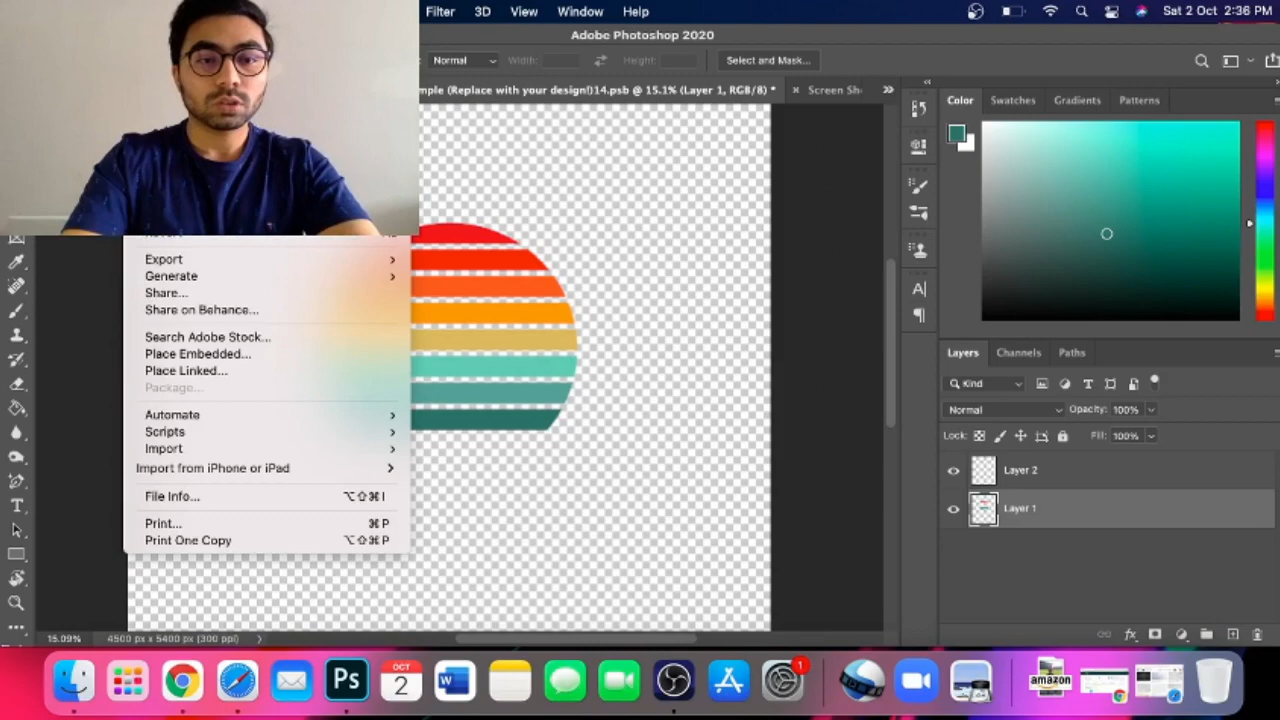 Filter 3D View Window Help Sat 2 Oct 2:36 PM
Adobe Photoshop 2020
Normal Width: Height: Select and Mask...
mple (Replace with your design!)14.psb @ 15.1% (Layer 1, RGB/8) * × Screen Sh
Color Swatches Gradients Patterns
Export
Generate
Share...
Share on Behance...
Search Adobe Stock...
Place Embedded...
Place Linked...
Package...
Automate
Scripts
Import
Import from iPhone or iPad
File Info... ⌥⇧⌘I
Print... ⌘P
Print One Copy ⌥⇧⌘P
Layers Channels Paths
Kind
Normal Opacity: 100%
Lock: Fill: 100%
Layer 2
Layer 1
15.09% 4500 px x 5400 px (300 ppi)
OCT
2
W
Ps
1
amazon